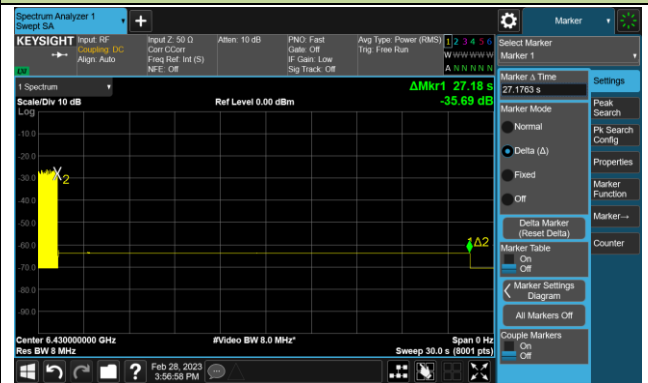 Spectrum Analyzer 1
Swept SA
Marker
KEYSIGHT
Input: RF
Coupling: DC
Align: Auto
Input Z: 50 Ω
Corr CCorr
Freq Ref: Int (S)
NFE: Off
Atten: 10 dB
PNO: Fast
Gate: Off
IF Gain: Low
Sig Track: Off
Avg Type: Power (RMS)
Trig: Free Run
1 2 3 4 5 6
W W W W W W
A N N N N N
LXI
Select Marker
Marker 1
1 Spectrum
Scale/Div 10 dB
Log
Ref Level 0.00 dBm
ΔMkr1 27.18 s
-35.69 dB
-10.0
-20.0
-30.0
-40.0
-50.0
-60.0
-70.0
-80.0
-90.0
X2
1Δ2
Center 6.430000000 GHz
Res BW 8 MHz
#Video BW 8.0 MHz*
Span 0 Hz
Sweep 30.0 s (8001 pts)
Marker Δ Time
27.1763 s
Marker Mode
Normal
Delta (Δ)
Fixed
Off
Delta Marker
(Reset Delta)
Marker Table
On
Off
Marker Settings
Diagram
All Markers Off
Couple Markers
On
Off
Settings
Peak
Search
Pk Search
Config
Properties
Marker
Function
Marker→
Counter
?
Feb 28, 2023
3:56:58 PM